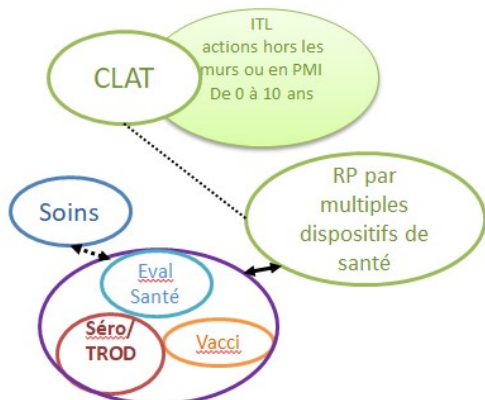 ITL
actions hors les
murs ou en PMI
De 0 à 10 ans
CLAT
RP par
multiples
dispositifs de
santé
Soins
Eval
Santé
Séro/
TROD
Vacci